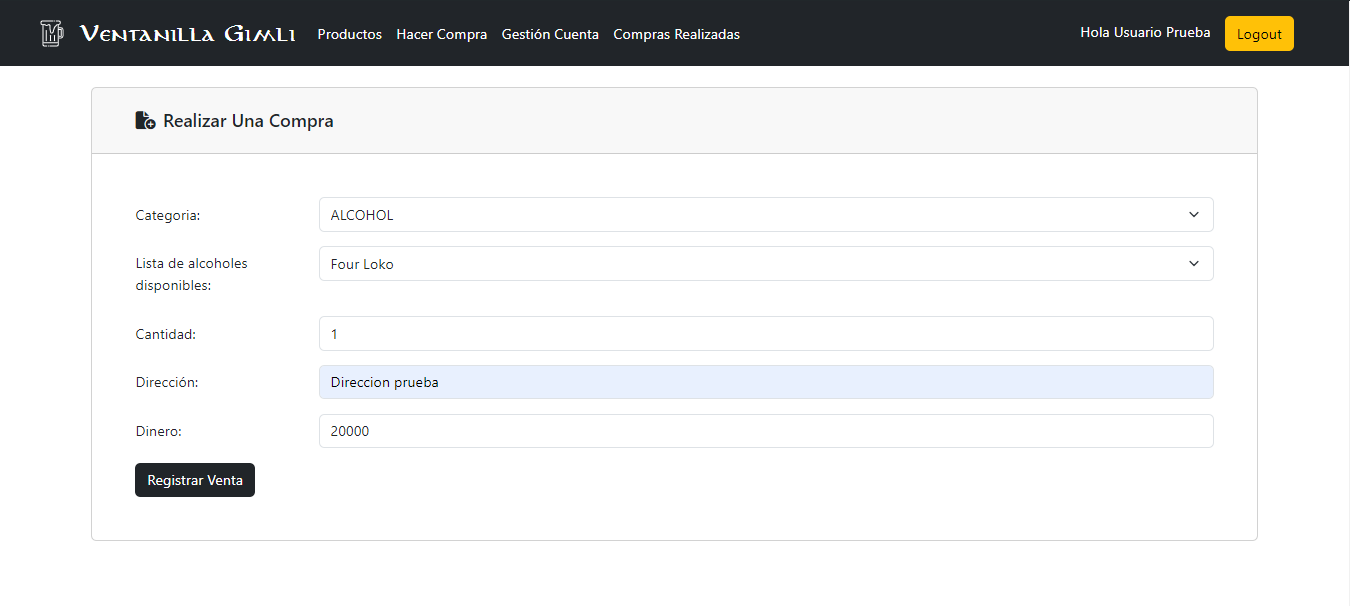 Ventanilla Gimli Productos Hacer Compra Gestión Cuenta Compras Realizadas Hola Usuario Prueba Logout
Realizar Una Compra
Categoria: ALCOHOL
Lista de alcoholes Four Loko
disponibles:
Cantidad: 1
Dirección: Direccion prueba
Dinero: 20000
Registrar Venta